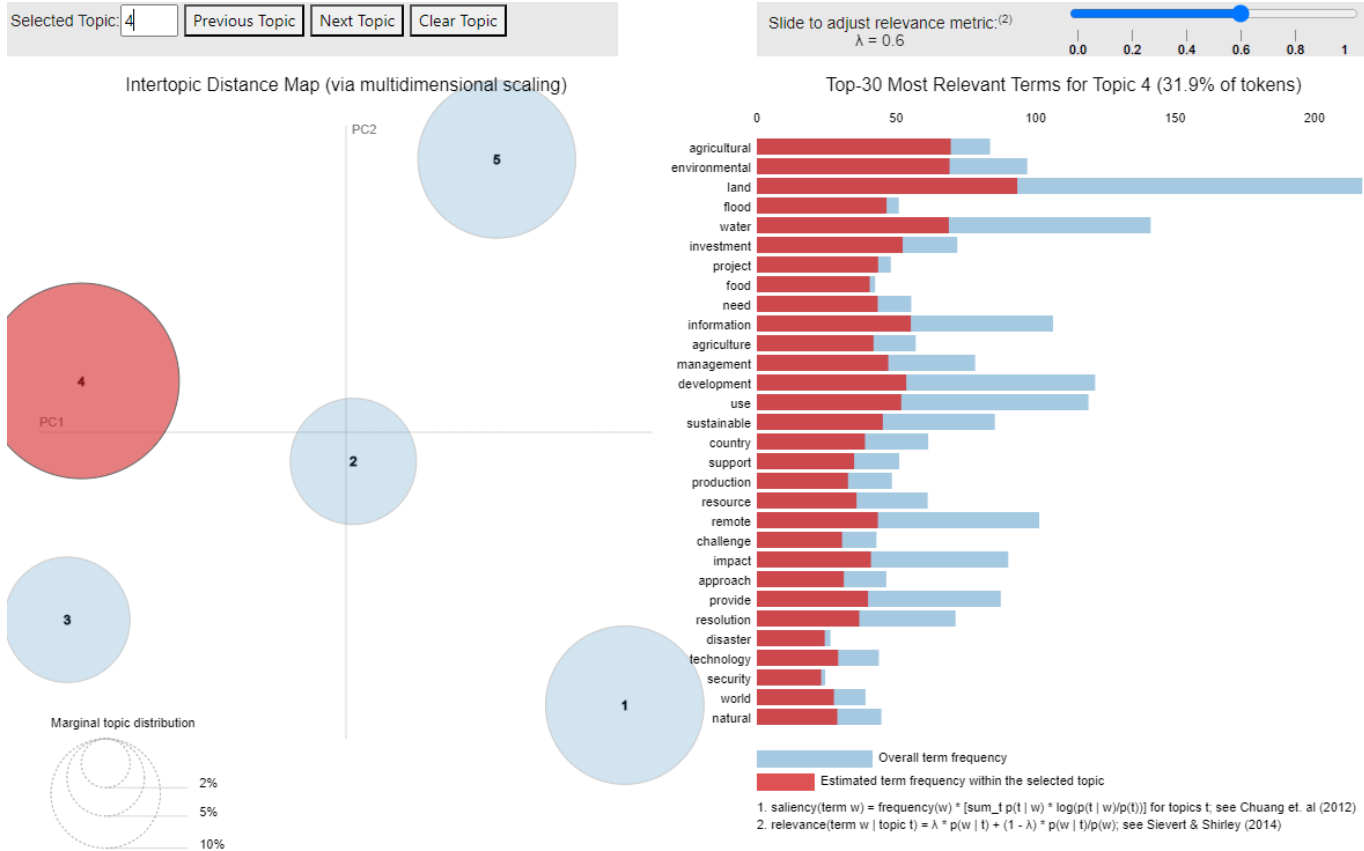 Selected Topic: 4 Previous Topic Next Topic Clear Topic
Slide to adjust relevance metric:(2)
λ = 0.6
0.0 0.2 0.4 0.6 0.8 1
Intertopic Distance Map (via multidimensional scaling)
PC2
PC1
5
4
2
3
1
Marginal topic distribution
2%
5%
10%
Top-30 Most Relevant Terms for Topic 4 (31.9% of tokens)
0 50 100 150 200
agricultural
environmental
land
flood
water
investment
project
food
need
information
agriculture
management
development
use
sustainable
country
support
production
resource
remote
challenge
impact
approach
provide
resolution
disaster
technology
security
world
natural
Overall term frequency
Estimated term frequency within the selected topic
1. saliency(term w) = frequency(w) * [sum_t p(t | w) * log(p(t | w)/p(t))] for topics t; see Chuang et. al (2012)
2. relevance(term w | topic t) = λ * p(w | t) + (1 - λ) * p(w | t)/p(w); see Sievert & Shirley (2014)